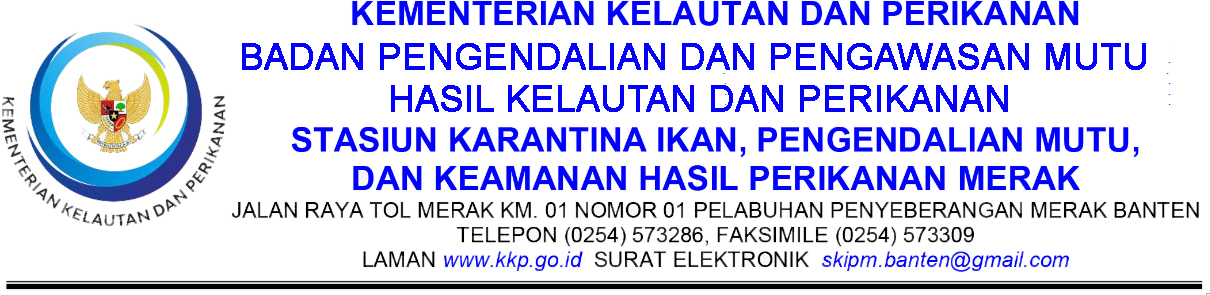 KEMENTERIAN KELAUTAN DAN PERIKANAN
BADAN PENGENDALIAN DAN PENGAWASAN MUTU
HASIL KELAUTAN DAN PERIKANAN
STASIUN KARANTINA IKAN, PENGENDALIAN MUTU,
DAN KEAMANAN HASIL PERIKANAN MERAK
JALAN RAYA TOL MERAK KM. 01 NOMOR 01 PELABUHAN PENYEBERANGAN MERAK BANTEN
TELEPON (0254) 573286, FAKSIMILE (0254) 573309
LAMAN www.kkp.go.id SURAT ELEKTRONIK skipm.banten@gmail.com
KEMENTERIAN KELAUTAN DAN PERIKANAN